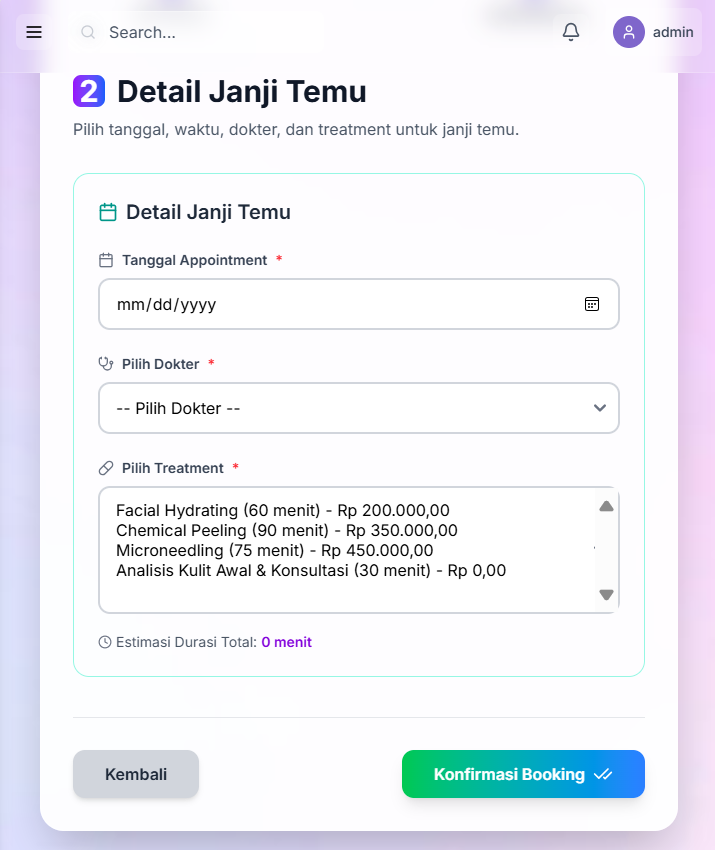 Search...
admin
2 Detail Janji Temu
Pilih tanggal, waktu, dokter, dan treatment untuk janji temu.
Detail Janji Temu
Tanggal Appointment *
mm/dd/yyyy
Pilih Dokter *
-- Pilih Dokter --
Pilih Treatment *
Facial Hydrating (60 menit) - Rp 200.000,00
Chemical Peeling (90 menit) - Rp 350.000,00
Microneedling (75 menit) - Rp 450.000,00
Analisis Kulit Awal & Konsultasi (30 menit) - Rp 0,00
Estimasi Durasi Total: 0 menit
Kembali
Konfirmasi Booking